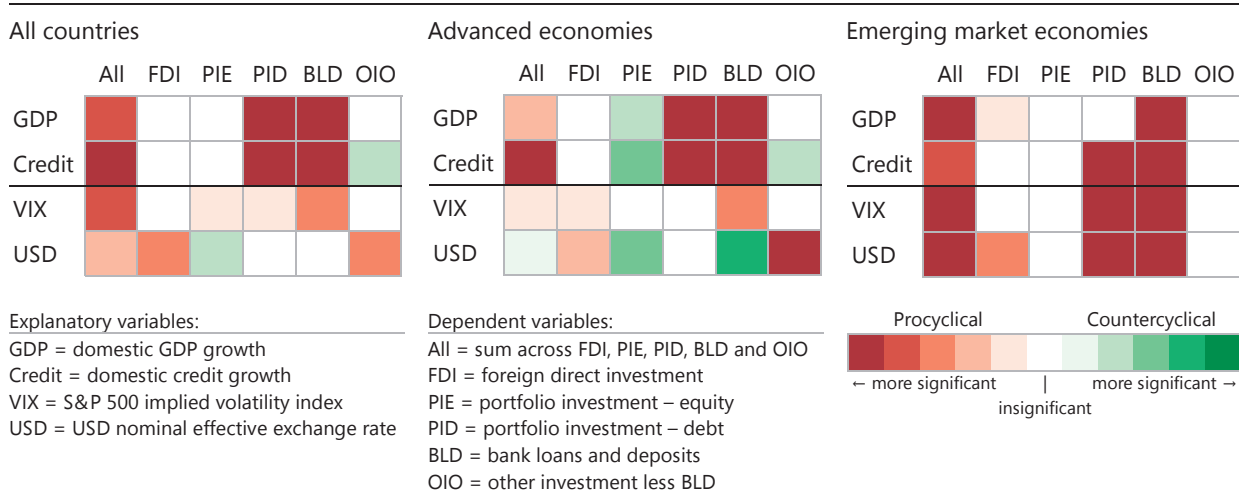 All countries
All FDI PIE PID BLD OIO
GDP
Credit
VIX
USD
Advanced economies
All FDI PIE PID BLD OIO
GDP
Credit
VIX
USD
Emerging market economies
All FDI PIE PID BLD OIO
GDP
Credit
VIX
USD
Explanatory variables:
GDP = domestic GDP growth
Credit = domestic credit growth
VIX = S&P 500 implied volatility index
USD = USD nominal effective exchange rate
Dependent variables:
All = sum across FDI, PIE, PID, BLD and OIO
FDI = foreign direct investment
PIE = portfolio investment – equity
PID = portfolio investment – debt
BLD = bank loans and deposits
OIO = other investment less BLD
Procyclical Countercyclical
← more significant | more significant →
insignificant